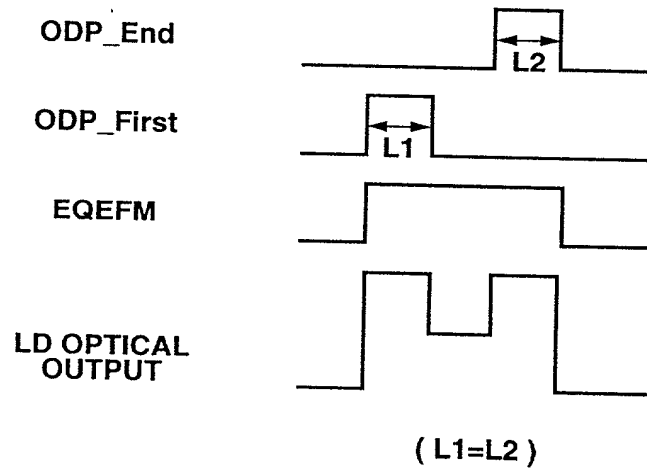 ODP_End
L2
ODP_First
L1
EQEFM
LD OPTICAL
OUTPUT
( L1=L2 )